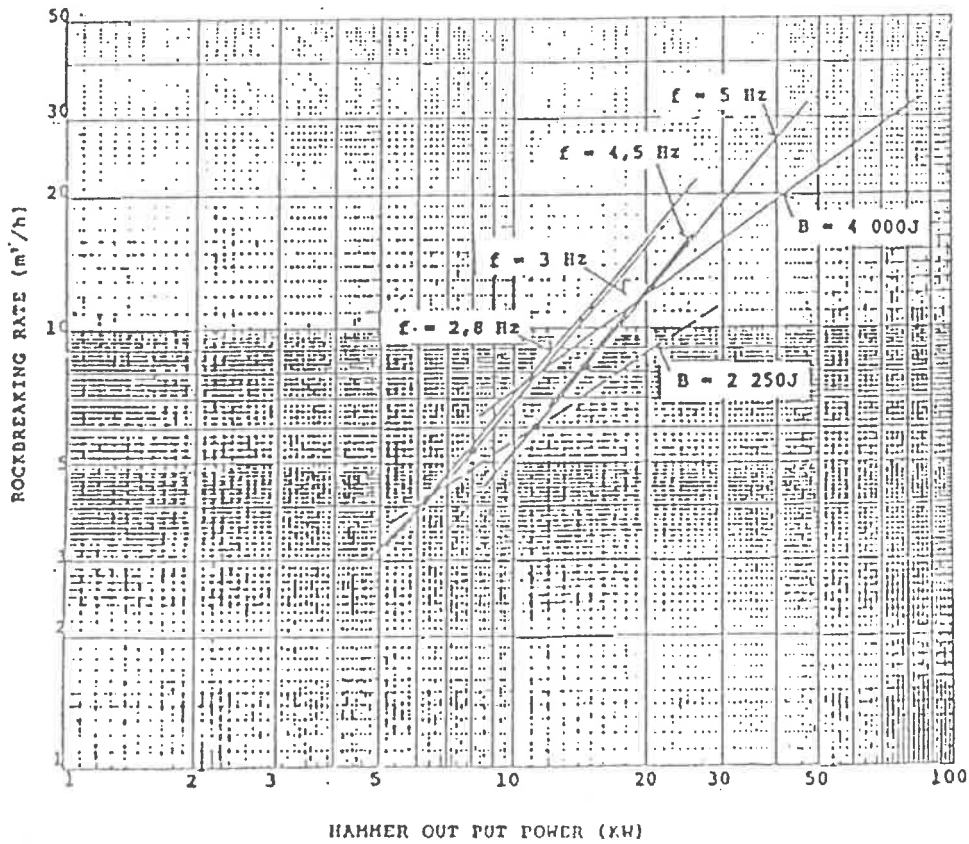 50
30
20
10
5
3
2
1
ROCKBREAKING RATE (m³/h)
f = 5 Hz
f = 4,5 Hz
B = 4 000J
f = 3 Hz
f = 2,8 Hz
B = 2 250J
1 2 3 5 10 20 30 50 100
HAMMER OUT PUT POWER (KW)